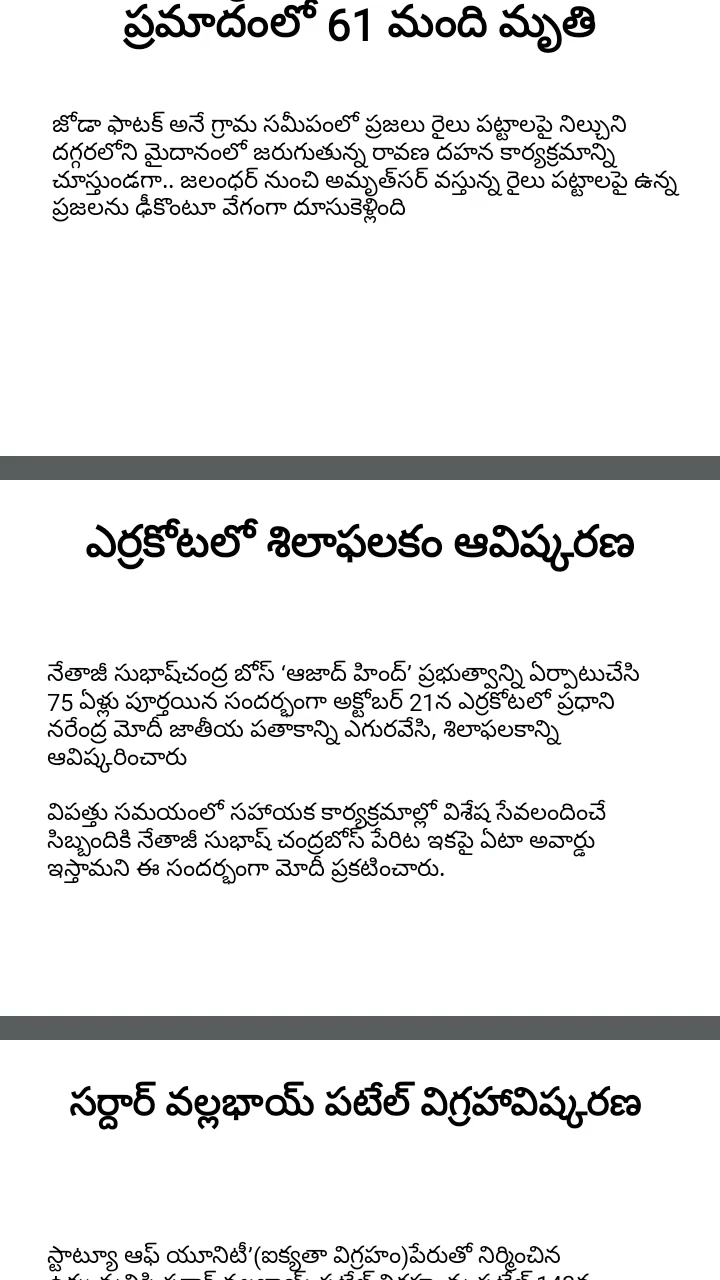 ప్రమాదంలో 61 మంది మృతి
జోడా ఫాటక్ అనే గ్రామ సమీపంలో ప్రజలు రైలు పట్టాలపై నిల్చుని
దగ్గరలోని మైదానంలో జరుగుతున్న రావణ దహన కార్యక్రమాన్ని
చూస్తుండగా.. జలంధర్ నుంచి అమృత్‌సర్ వస్తున్న రైలు పట్టాలపై ఉన్న
ప్రజలను ఢీకొంటూ వేగంగా దూసుకెళ్లింది
ఎర్రకోటలో శిలాఫలకం ఆవిష్కరణ
నేతాజీ సుభాష్‌చంద్ర బోస్ ‘ఆజాద్ హింద్’ ప్రభుత్వాన్ని ఏర్పాటుచేసి
75 ఏళ్లు పూర్తయిన సందర్భంగా అక్టోబర్ 21న ఎర్రకోటలో ప్రధాని
నరేంద్ర మోదీ జాతీయ పతాకాన్ని ఎగురవేసి, శిలాఫలకాన్ని
ఆవిష్కరించారు
విపత్తు సమయంలో సహాయక కార్యక్రమాల్లో విశేష సేవలందించే
సిబ్బందికి నేతాజీ సుభాష్ చంద్రబోస్ పేరిట ఇకపై ఏటా అవార్డు
ఇస్తామని ఈ సందర్భంగా మోదీ ప్రకటించారు.
సర్దార్ వల్లభాయ్ పటేల్ విగ్రహావిష్కరణ
స్టాట్యూ ఆఫ్ యూనిటీ’(ఐక్యతా విగ్రహం)పేరుతో నిర్మించిన